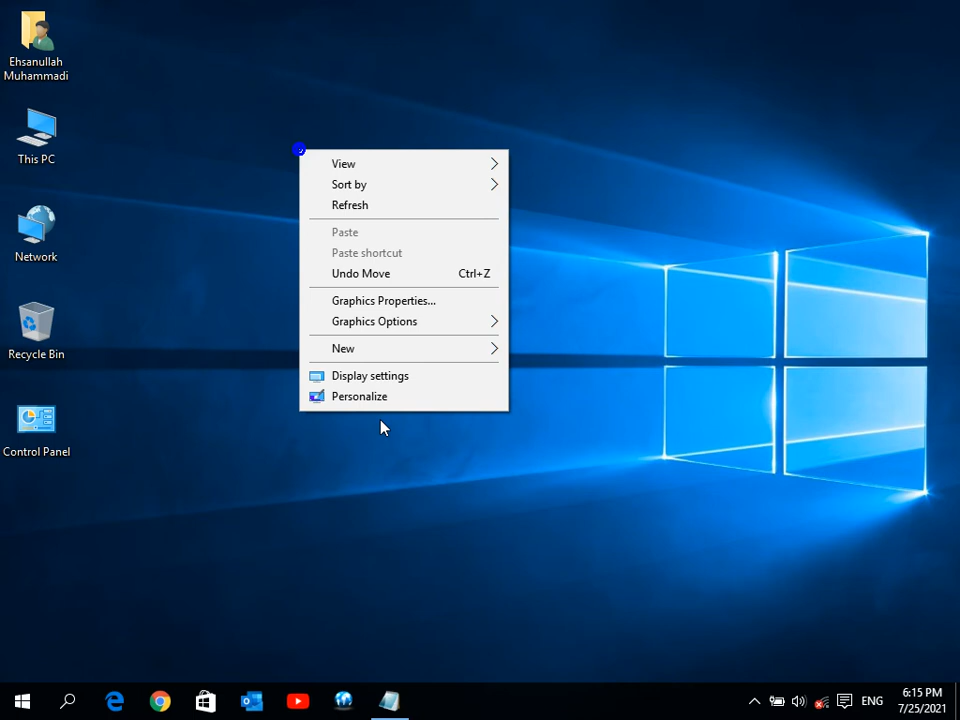 Ehsanullah
Muhammadi
This PC
Network
Recycle Bin
Control Panel
View
Sort by
Refresh
Paste
Paste shortcut
Undo Move Ctrl+Z
Graphics Properties...
Graphics Options
New
Display settings
Personalize
ENG
6:15 PM
7/25/2021